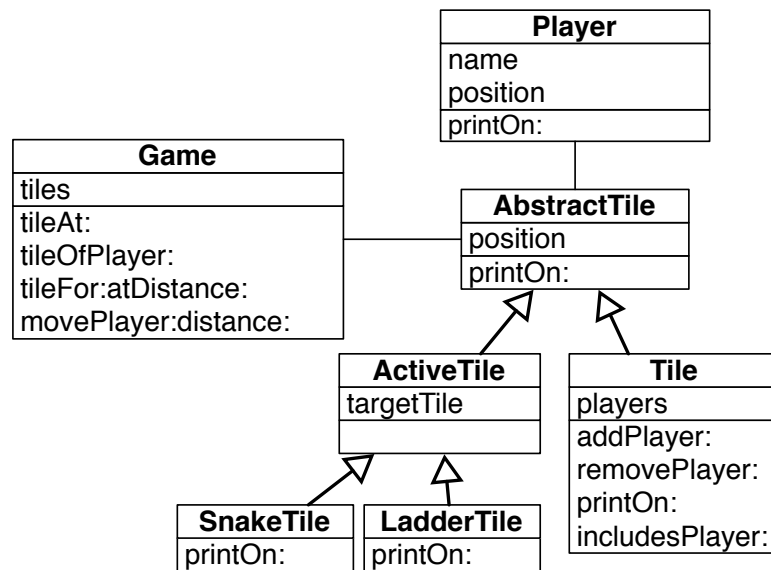 Player
name
position
printOn:
Game
tiles
tileAt:
tileOfPlayer:
tileFor:atDistance:
movePlayer:distance:
AbstractTile
position
printOn:
ActiveTile
targetTile
Tile
players
addPlayer:
removePlayer:
printOn:
includesPlayer:
SnakeTile
printOn:
LadderTile
printOn: